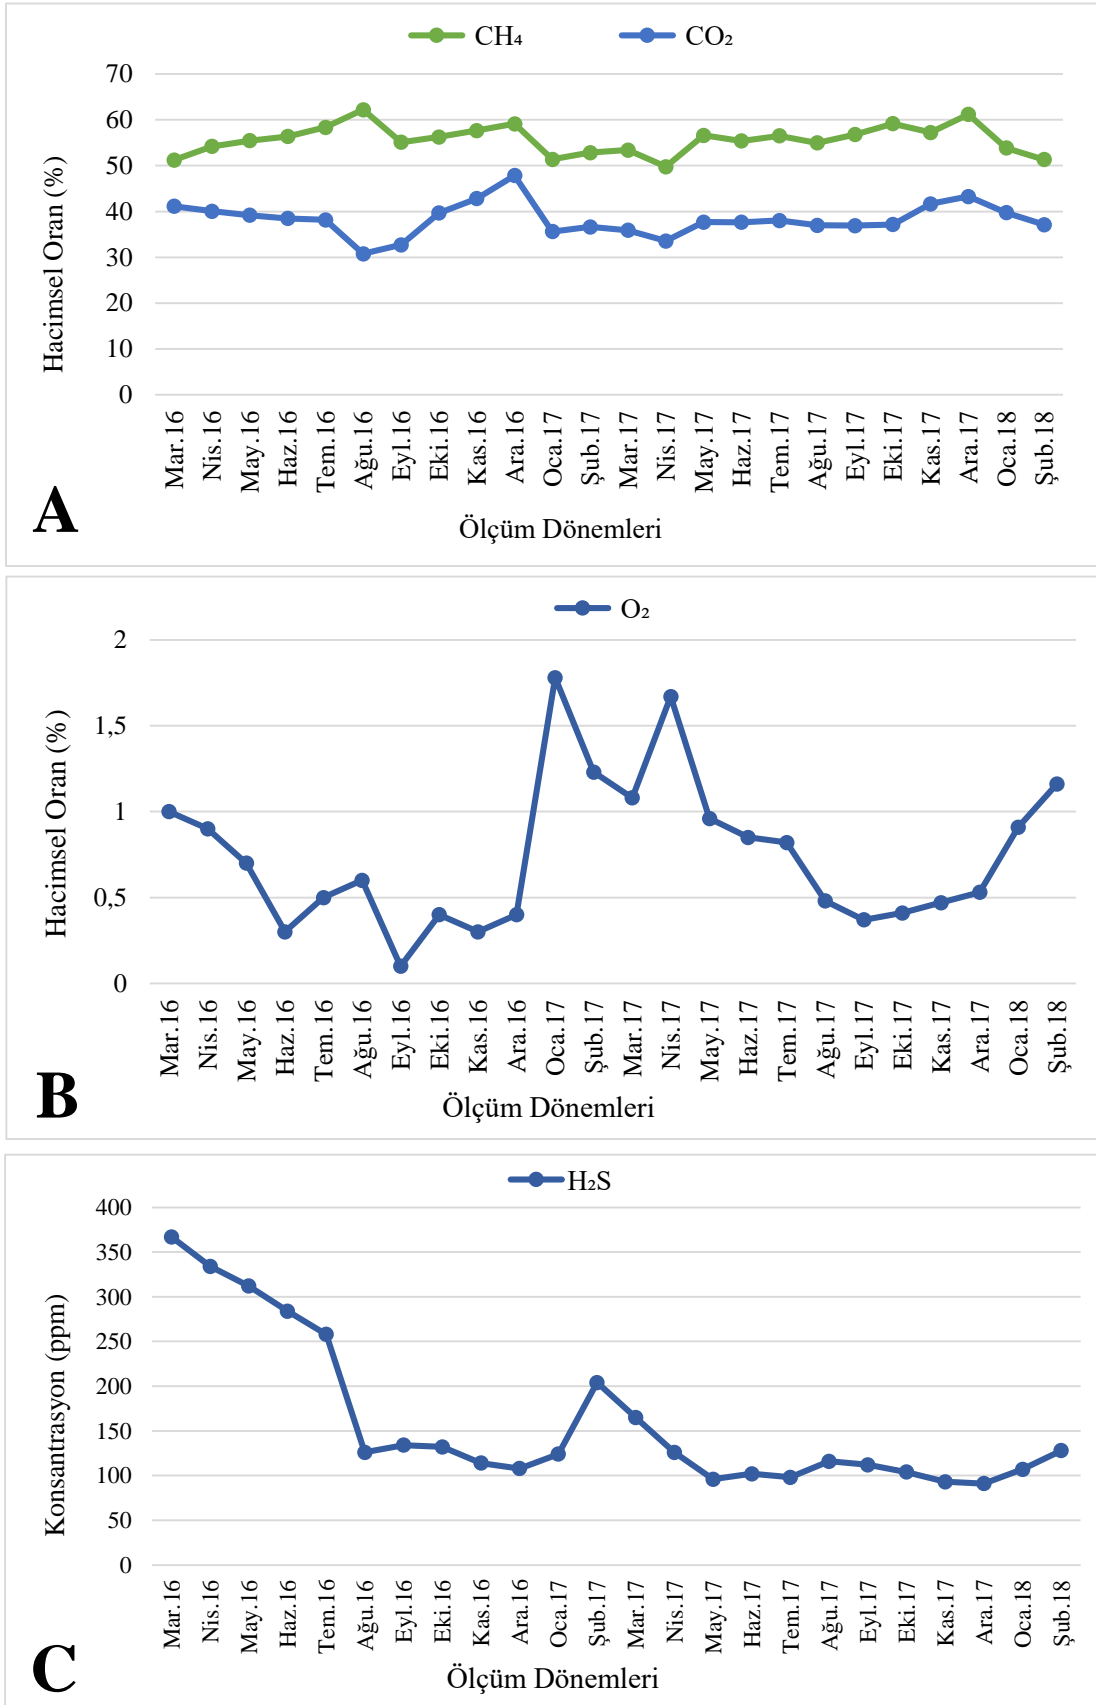 CH₄ CO₂
70
60
50
40
30
20
10
0
Hacimsel Oran (%)
Mar.16 Nis.16 May.16 Haz.16 Tem.16 Ağu.16 Eyl.16 Eki.16 Kas.16 Ara.16 Oca.17 Şub.17 Mar.17 Nis.17 May.17 Haz.17 Tem.17 Ağu.17 Eyl.17 Eki.17 Kas.17 Ara.17 Oca.18 Şub.18
A
Ölçüm Dönemleri
O₂
2
1,5
1
0,5
0
Hacimsel Oran (%)
Mar.16 Nis.16 May.16 Haz.16 Tem.16 Ağu.16 Eyl.16 Eki.16 Kas.16 Ara.16 Oca.17 Şub.17 Mar.17 Nis.17 May.17 Haz.17 Tem.17 Ağu.17 Eyl.17 Eki.17 Kas.17 Ara.17 Oca.18 Şub.18
B
Ölçüm Dönemleri
H₂S
400
350
300
250
200
150
100
50
0
Konsantrasyon (ppm)
Mar.16 Nis.16 May.16 Haz.16 Tem.16 Ağu.16 Eyl.16 Eki.16 Kas.16 Ara.16 Oca.17 Şub.17 Mar.17 Nis.17 May.17 Haz.17 Tem.17 Ağu.17 Eyl.17 Eki.17 Kas.17 Ara.17 Oca.18 Şub.18
C
Ölçüm Dönemleri